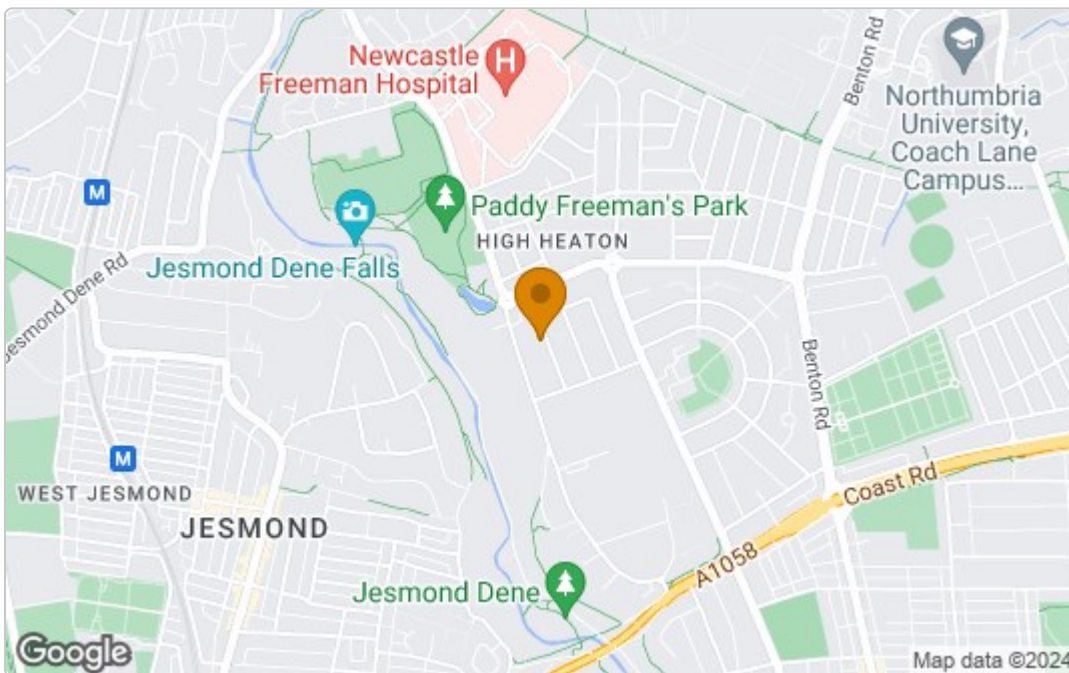 Newcastle
Freeman Hospital
H
Benton Rd
Northumbria
University,
Coach Lane
Campus...
M
Paddy Freeman's Park
HIGH HEATON
Jesmond Dene Falls
Jesmond Dene Rd
Benton Rd
M
WEST JESMOND
JESMOND
Coast Rd
A1058
Jesmond Dene
Google
Map data ©2024